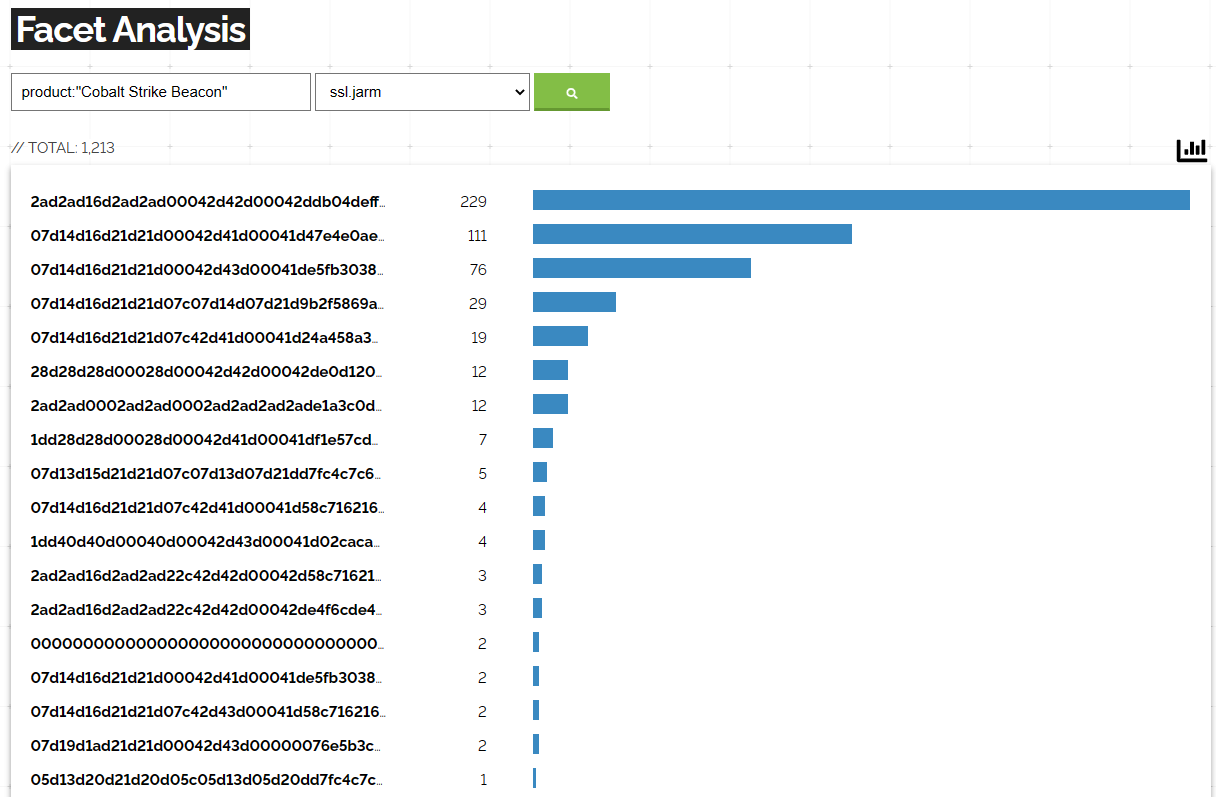 Facet Analysis
product:"Cobalt Strike Beacon" ssl.jarm
// TOTAL: 1,213
2ad2ad16d2ad2ad00042d42d00042ddb04deff... 229
07d14d16d21d21d00042d41d00041d47e4e0ae... 111
07d14d16d21d21d00042d43d00041de5fb3038... 76
07d14d16d21d21d07c07d14d07d21d9b2f5869a... 29
07d14d16d21d21d07c42d41d00041d24a458a3... 19
28d28d28d00028d00042d42d00042de0d120... 12
2ad2ad0002ad2ad0002ad2ad2ad2ade1a3c0d... 12
1dd28d28d00028d00042d41d00041df1e57cd... 7
07d13d15d21d21d07c07d13d07d21dd7fc4c7c6... 5
07d14d16d21d21d07c42d41d00041d58c716216... 4
1dd40d40d00040d00042d43d00041d02caca... 4
2ad2ad16d2ad2ad22c42d42d00042d58c71621... 3
2ad2ad16d2ad2ad22c42d42d00042de4f6cde4... 3
000000000000000000000000000000000... 2
07d14d16d21d21d00042d41d00041de5fb3038... 2
07d14d16d21d21d07c42d43d00041d58c716216... 2
07d19d1ad21d21d00042d43d00000076e5b3c... 2
05d13d20d21d20d05c05d13d05d20dd7fc4c7c... 1